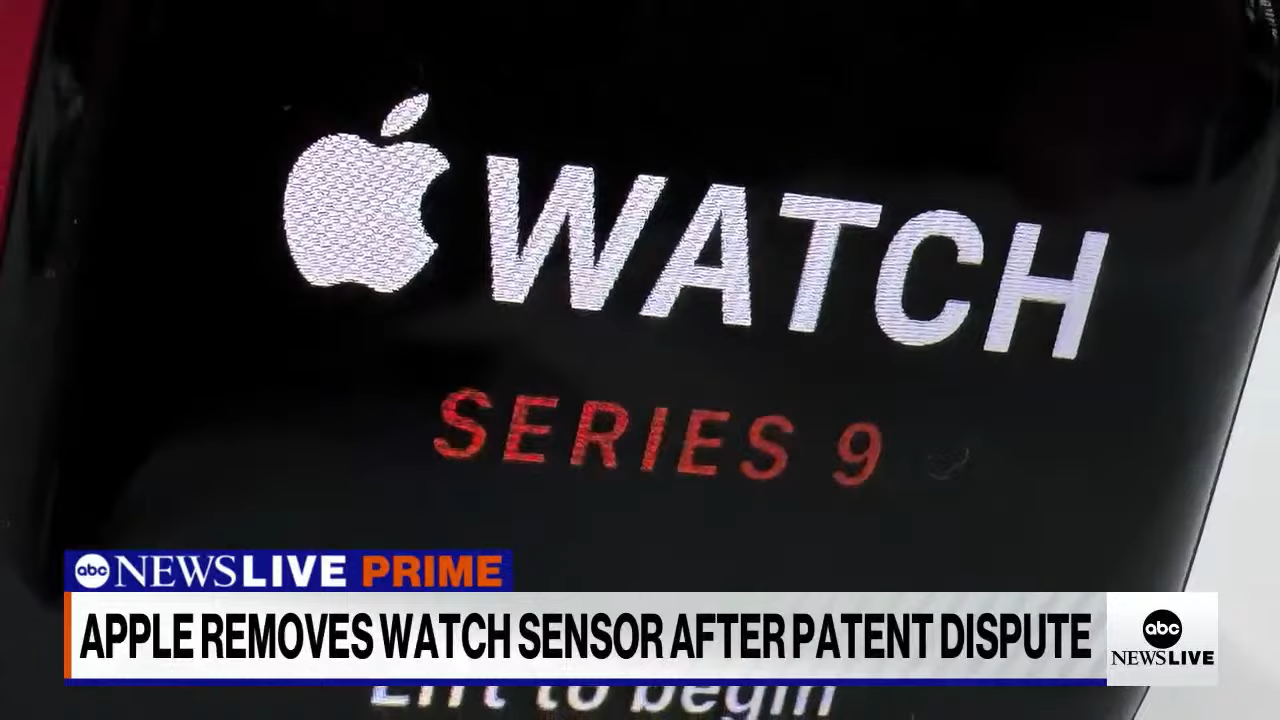 WATCH
SERIES 9
abc NEWS LIVE PRIME
APPLE REMOVES WATCH SENSOR AFTER PATENT DISPUTE
abc
NEWS LIVE
Lift to begin